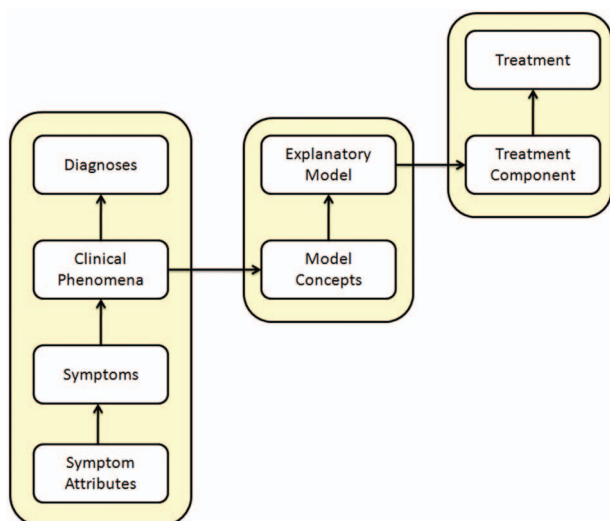 Diagnoses
Clinical
Phenomena
Symptoms
Symptom
Attributes
Explanatory
Model
Model
Concepts
Treatment
Treatment
Component